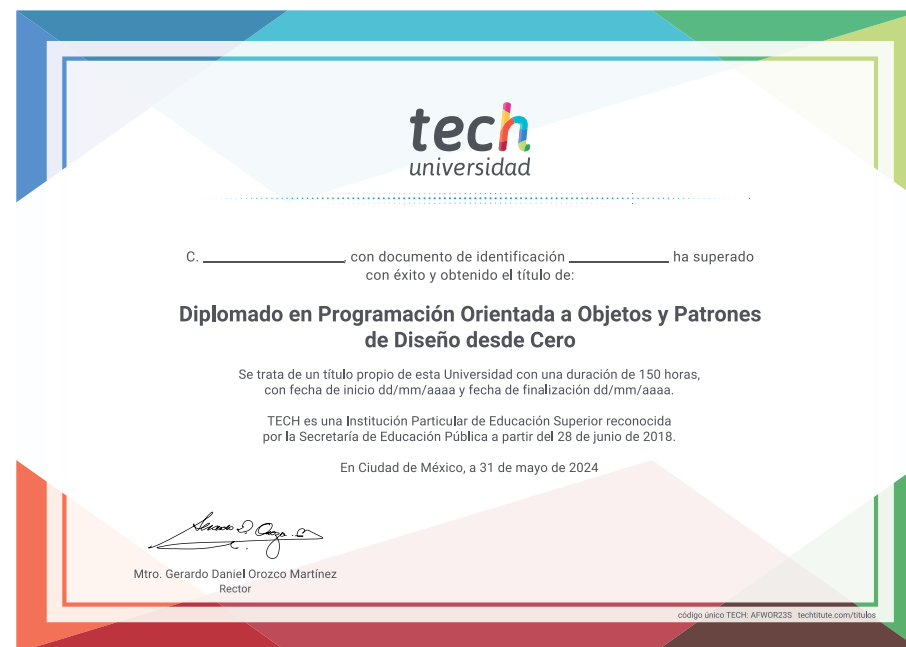 tech
universidad
C. ____________________, con documento de identificación ______________ ha superado
con éxito y obtenido el título de:
Diplomado en Programación Orientada a Objetos y Patrones
de Diseño desde Cero
Se trata de un título propio de esta Universidad con una duración de 150 horas,
con fecha de inicio dd/mm/aaaa y fecha de finalización dd/mm/aaaa.
TECH es una Institución Particular de Educación Superior reconocida
por la Secretaría de Educación Pública a partir del 28 de junio de 2018.
En Ciudad de México, a 31 de mayo de 2024
Mtro. Gerardo Daniel Orozco Martínez
Rector
código único TECH: AFWOR23S techtitute.com/titulos